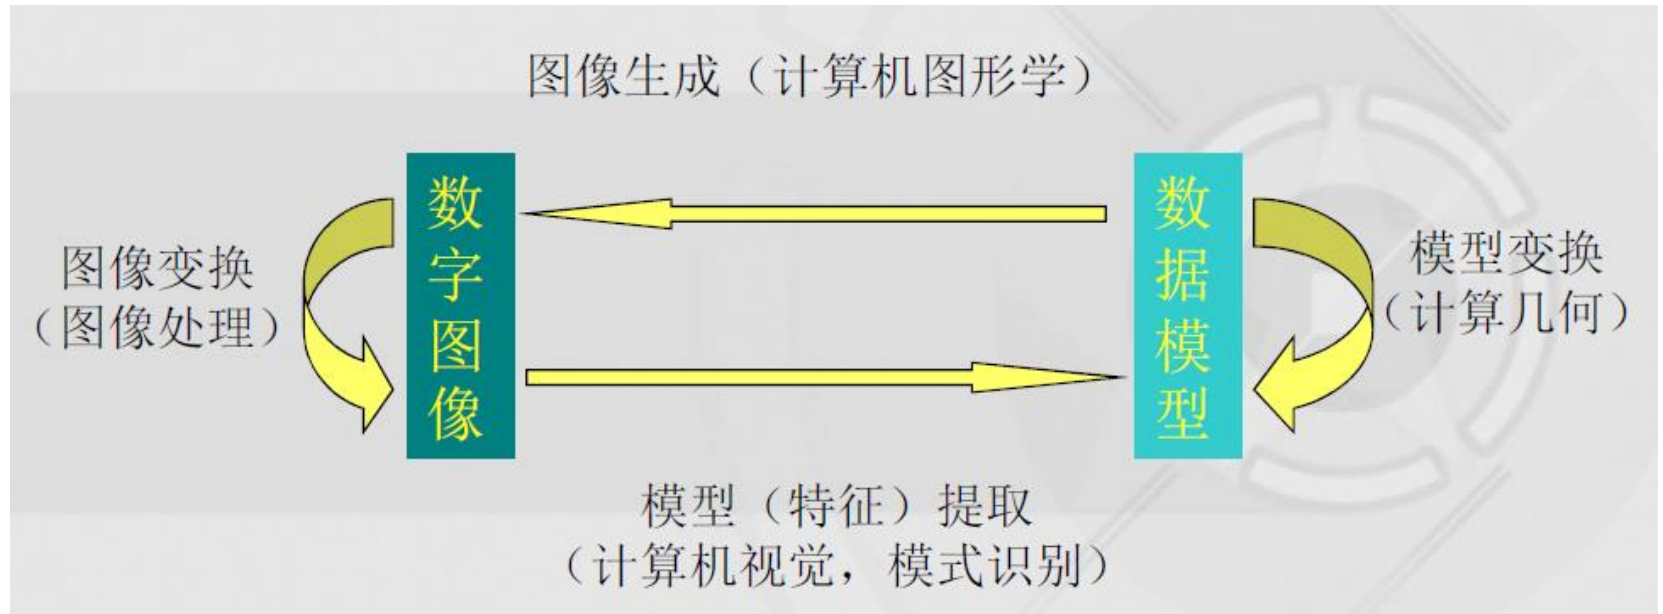 图像生成（计算机图形学）
数字图像
数据模型
图像变换
（图像处理）
模型变换
（计算几何）
模型（特征）提取
（计算机视觉，模式识别）